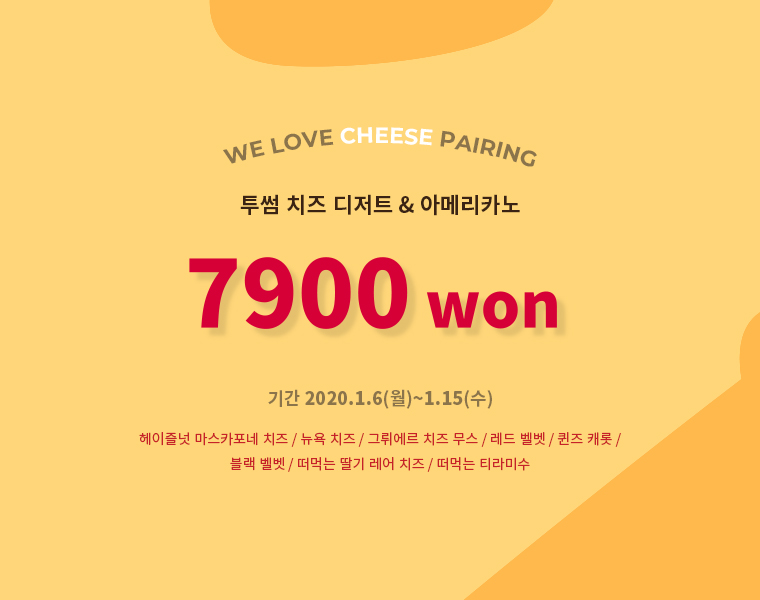 WE LOVE CHEESE PAIRING
투썸 치즈 디저트 & 아메리카노
7900 won
기간 2020.1.6(월)~1.15(수)
헤이즐넛 마스카포네 치즈 / 뉴욕 치즈 / 그뤼에르 치즈 무스 / 레드 벨벳 / 퀸즈 캐롯 /
블랙 벨벳 / 떠먹는 딸기 레어 치즈 / 떠먹는 티라미수